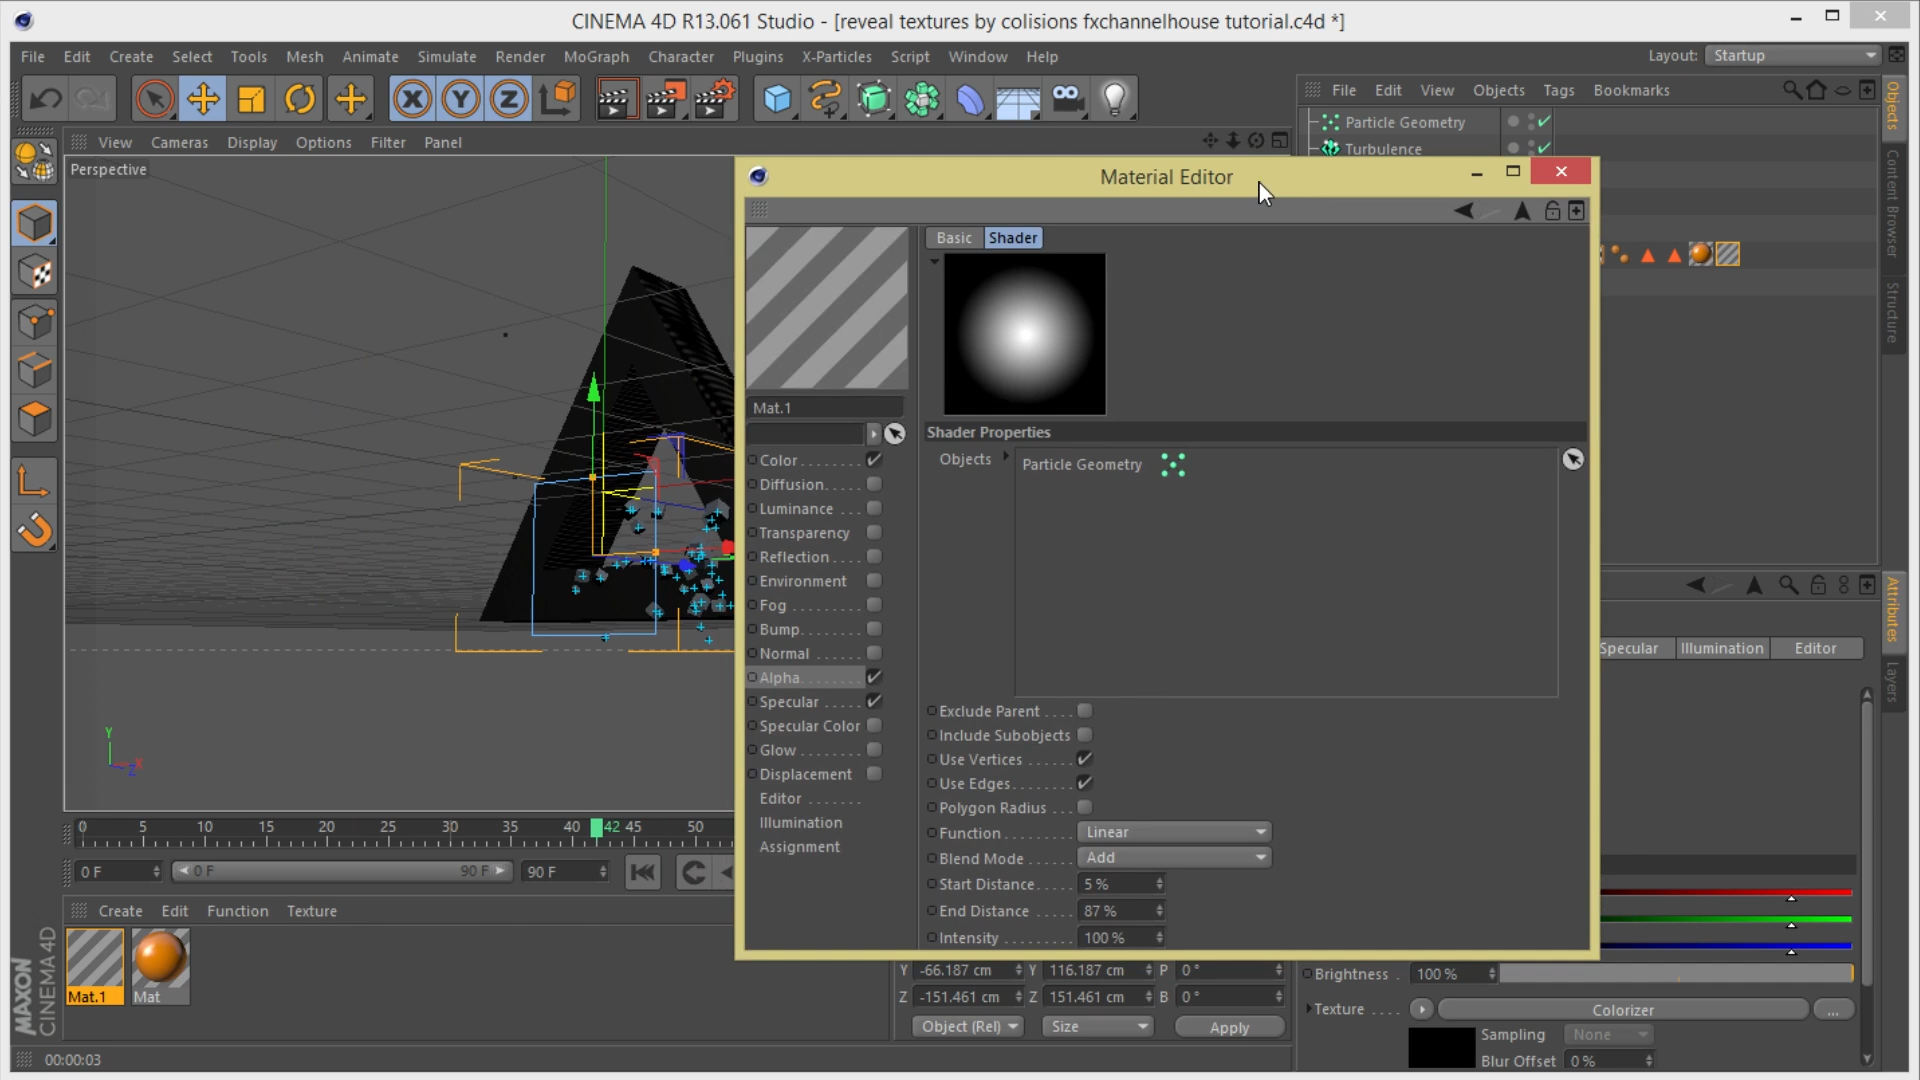 CINEMA 4D R13.061 Studio - [reveal textures by colisions fxchannelhouse tutorial.c4d *]
File Edit Create Select Tools Mesh Animate Simulate Render MoGraph Character Plugins X-Particles Script Window Help
Layout: Startup
File Edit View Objects Tags Bookmarks
Particle Geometry
Turbulence
Objects
Content Browser
Structure
View Cameras Display Options Filter Panel
Perspective
Y
X
Z
Material Editor
Basic Shader
Mat.1
Color
Diffusion
Luminance
Transparency
Reflection
Environment
Fog
Bump
Normal
Alpha
Specular
Specular Color
Glow
Displacement
Editor
Illumination
Assignment
Shader Properties
Objects Particle Geometry
Exclude Parent
Include Subobjects
Use Vertices
Use Edges
Polygon Radius
Function Linear
Blend Mode Add
Start Distance 5 %
End Distance 87 %
Intensity 100 %
Attributes
Layers
Specular Illumination Editor
0 5 10 15 20 25 30 35 40 42 45 50
0 F 0 F 90 F 90 F
Create Edit Function Texture
Mat.1 Mat
MAXON
CINEMA 4D
Y -66.187 cm Y 116.187 cm P 0 °
Z -151.461 cm Z 151.461 cm B 0 °
Object (Rel) Size Apply
Brightness 100 %
Texture Colorizer ...
Sampling None
Blur Offset 0 %
00:00:03